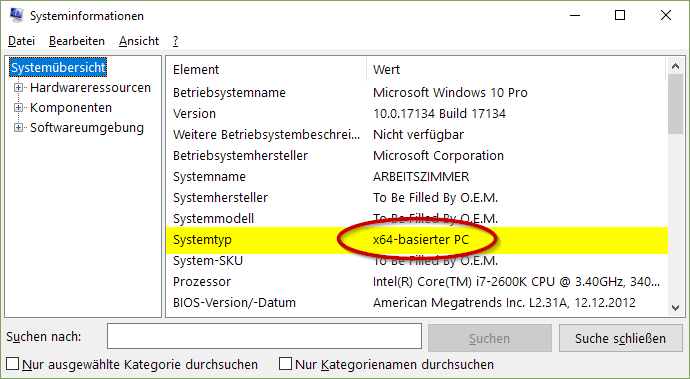 Systeminformationen
Datei Bearbeiten Ansicht ?
Systemübersicht
Hardwareressourcen
Komponenten
Softwareumgebung
Element Wert
Betriebsystemname Microsoft Windows 10 Pro
Version 10.0.17134 Build 17134
Weitere Betriebsystembeschrei... Nicht verfügbar
Betriebsystemhersteller Microsoft Corporation
Systemname ARBEITSZIMMER
Systemhersteller To Be Filled By O.E.M.
Systemmodell To Be Filled By O.E.M.
Systemtyp x64-basierter PC
System-SKU To Be Filled By O.E.M.
Prozessor Intel(R) Core(TM) i7-2600K CPU @ 3.40GHz, 340...
BIOS-Version/-Datum American Megatrends Inc. L2.31A, 12.12.2012
Suchen nach: Suchen Suche schließen
Nur ausgewählte Kategorie durchsuchen Nur Kategorienamen durchsuchen